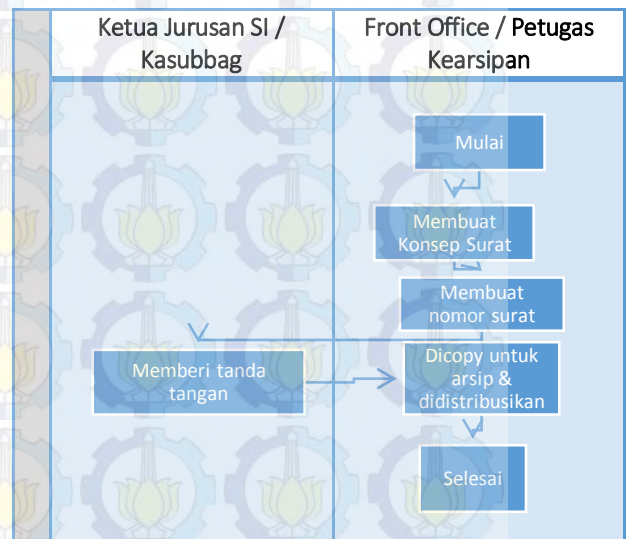 Ketua Jurusan SI /
Kasubbag
Front Office / Petugas
Kearsipan
Mulai
Membuat
Konsep Surat
Membuat
nomor surat
Memberi tanda
tangan
Dicopy untuk
arsip &
didistribusikan
Selesai